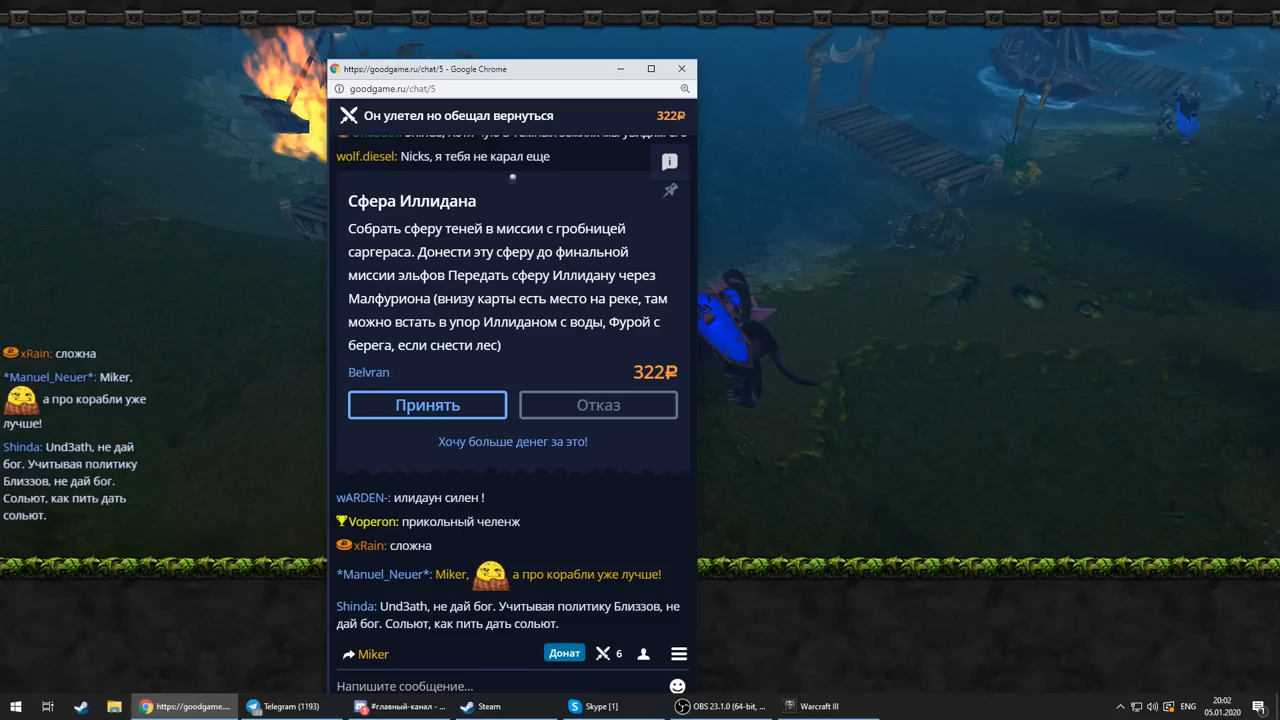 https://goodgame.ru/chat/5 - Google Chrome
goodgame.ru/chat/5
Он улетел но обещал вернуться 322₽
wolf.diesel: Nicks, я тебя не карал еще
Сфера Иллидана
Собрать сферу теней в миссии с гробницей
саргераса. Донести эту сферу до финальной
миссии эльфов Передать сферу Иллидану через
Малфуриона (внизу карты есть место на реке, там
можно встать в упор Иллиданом с воды, Фурой с
берега, если снести лес)
Belvran 322₽
Принять Отказ
Хочу больше денег за это!
wARDEN-: илидаун силен !
Voperon: прикольный челенж
xRain: сложна
*Manuel_Neuer*: Miker, а про корабли уже лучше!
Shinda: Und3ath, не дай бог. Учитывая политику Близзов, не
дай бог. Сольют, как пить дать сольют.
Miker Донат 6
Напишите сообщение...
xRain: сложна
*Manuel_Neuer*: Miker,
а про корабли уже
лучше!
Shinda: Und3ath, не дай
бог. Учитывая политику
Близзов, не дай бог.
Сольют, как пить дать
сольют.
https://goodgame.... Telegram (1193) #главный-канал - ... Steam Skype [1] OBS 23.1.0 (64-bit, ... Warcraft III ENG
20:02
05.01.2020
1